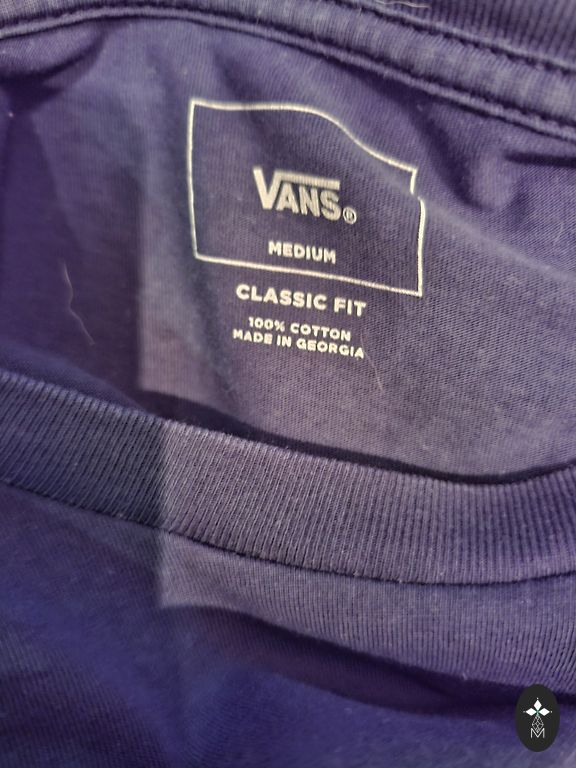 VANS®
MEDIUM
CLASSIC FIT
100% COTTON
MADE IN GEORGIA
M